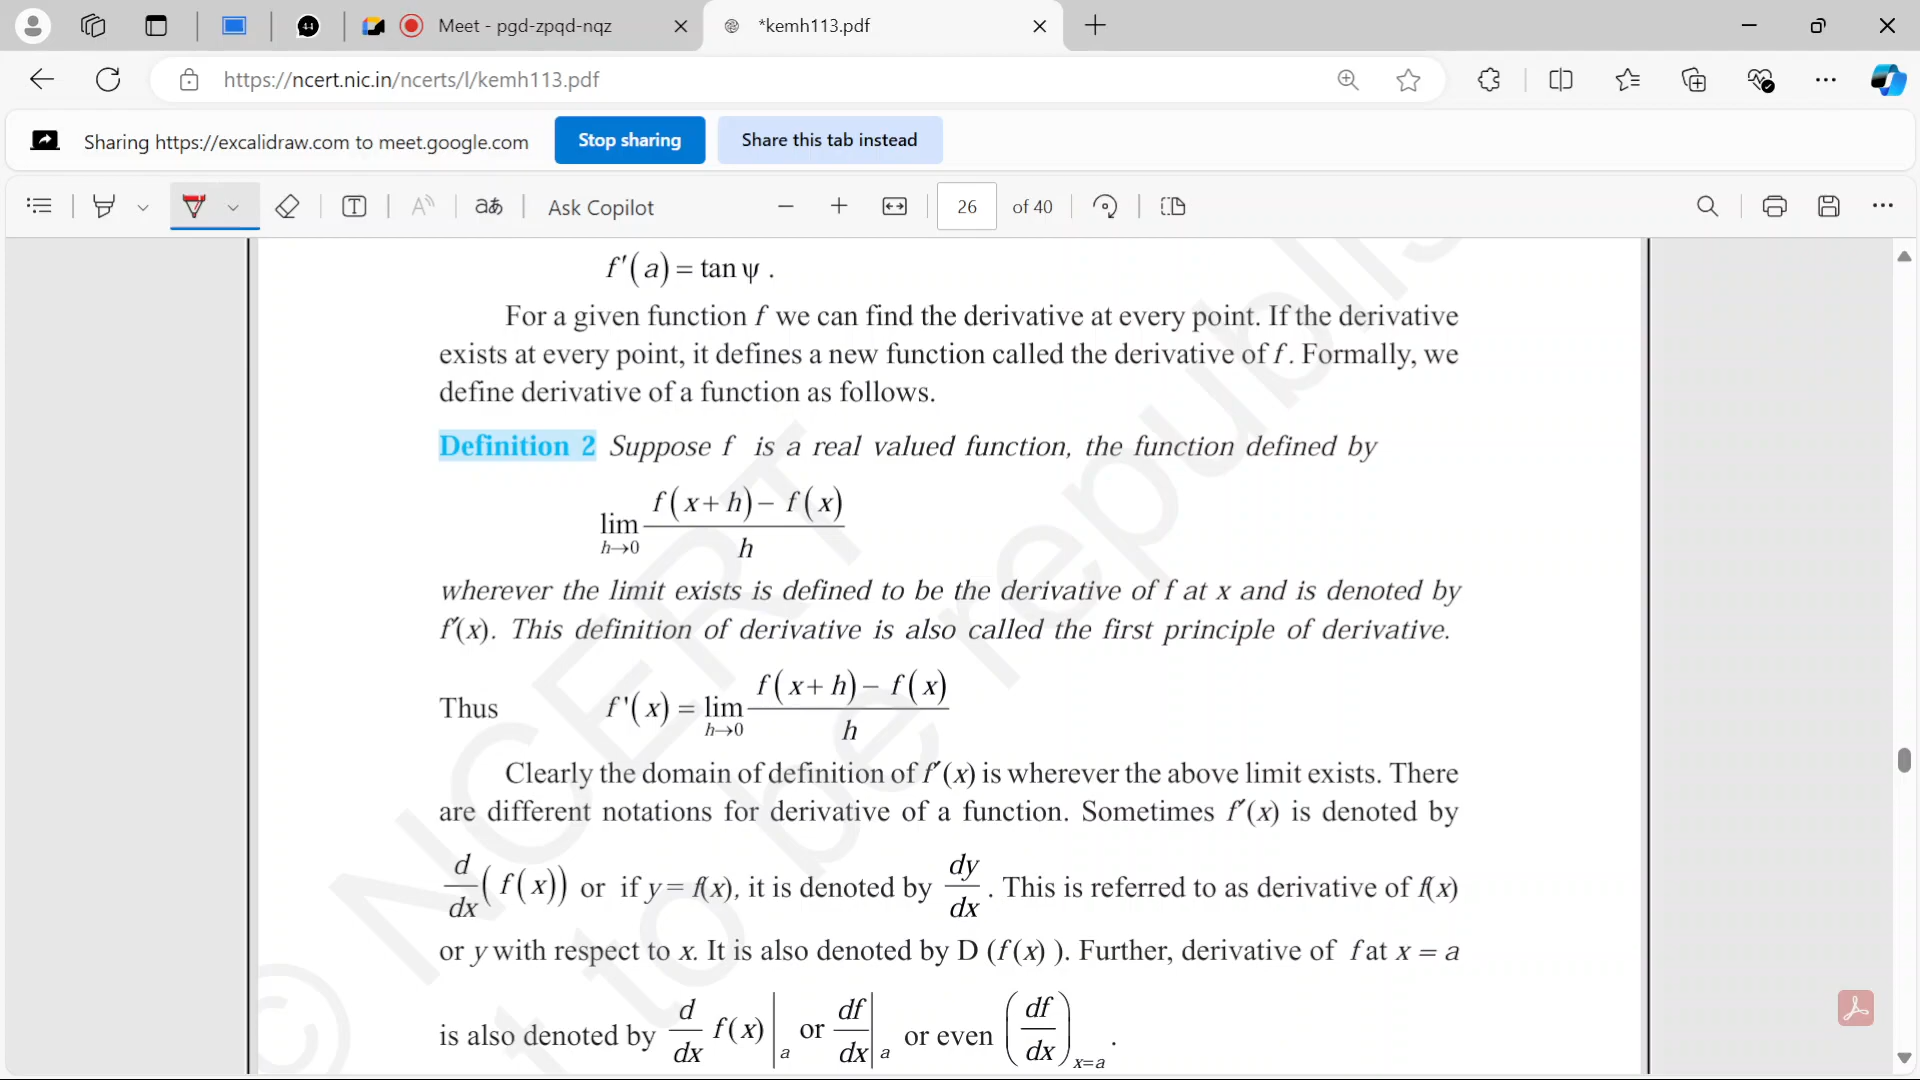 44
Meet - pgd-zpqd-nqz
*kemh113.pdf
https://ncert.nic.in/ncerts/l/kemh113.pdf
Sharing https://excalidraw.com to meet.google.com
Stop sharing
Share this tab instead
Ask Copilot
26 of 40
f′(a) = tan ψ .
For a given function f we can find the derivative at every point. If the derivative
exists at every point, it defines a new function called the derivative of f . Formally, we
define derivative of a function as follows.
Definition 2 Suppose f is a real valued function, the function defined by
lim h→0 f(x+h) − f(x) / h
wherever the limit exists is defined to be the derivative of f at x and is denoted by
f′(x). This definition of derivative is also called the first principle of derivative.
Thus f'(x) = lim h→0 f(x+h) − f(x) / h
Clearly the domain of definition of f′(x) is wherever the above limit exists. There
are different notations for derivative of a function. Sometimes f′(x) is denoted by
d/dx (f(x)) or if y = f(x), it is denoted by dy/dx . This is referred to as derivative of f(x)
or y with respect to x. It is also denoted by D (f(x) ). Further, derivative of f at x = a
is also denoted by d/dx f(x)|a or df/dx|a or even (df/dx)x=a .
© NCERT
t to be republis